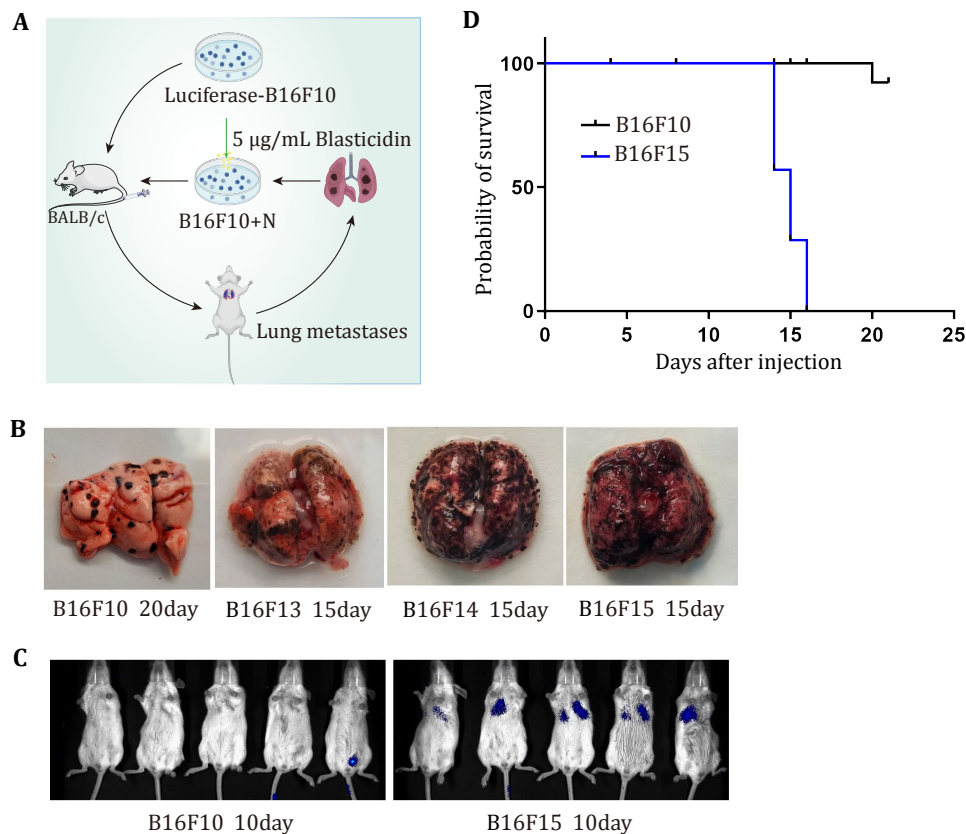 A
Luciferase-B16F10
5 μg/mL Blasticidin
BALB/c
B16F10+N
Lung metastases
D
Probability of survival
100
50
0
B16F10
B16F15
0 5 10 15 20 25
Days after injection
B
B16F10 20day
B16F13 15day
B16F14 15day
B16F15 15day
C
B16F10 10day
B16F15 10day